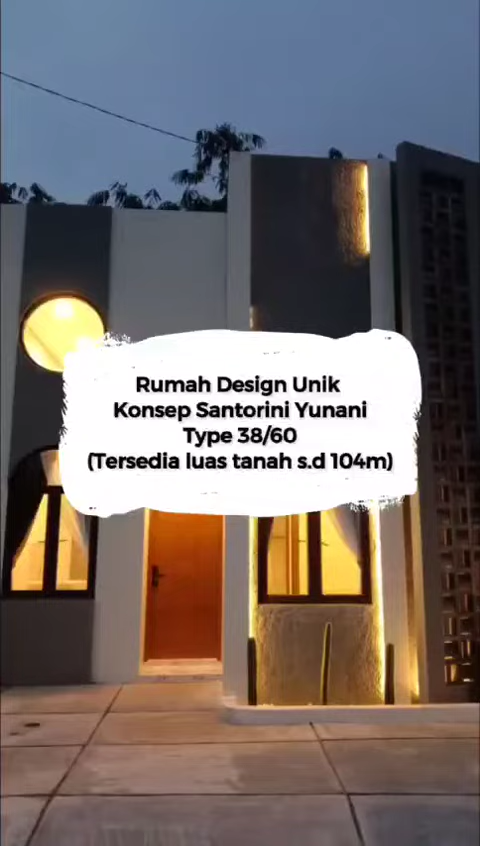 Rumah Design Unik
Konsep Santorini Yunani
Type 38/60
(Tersedia luas tanah s.d 104m)